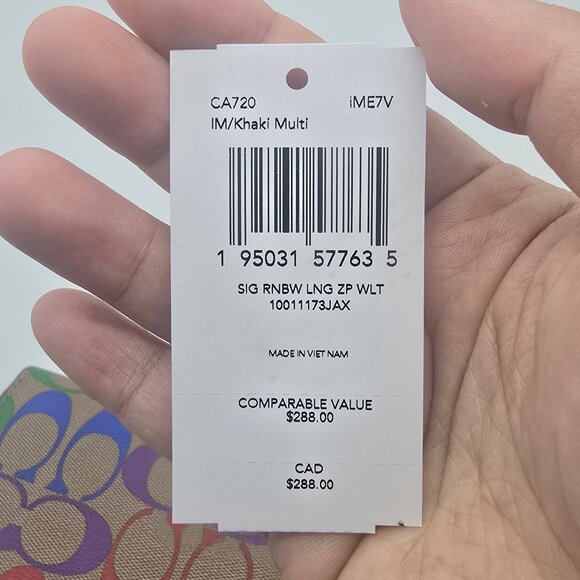 CA720 iME7V
IM/Khaki Multi
1 95031 57763 5
SIG RNBW LNG ZP WLT
10011173JAX
MADE IN VIET NAM
COMPARABLE VALUE
$288.00
CAD
$288.00